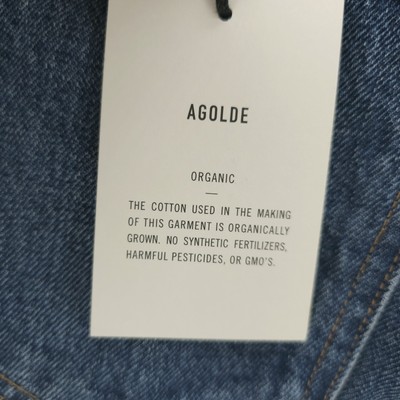 AGOLDE
ORGANIC
THE COTTON USED IN THE MAKING
OF THIS GARMENT IS ORGANICALLY
GROWN. NO SYNTHETIC FERTILIZERS,
HARMFUL PESTICIDES, OR GMO'S.